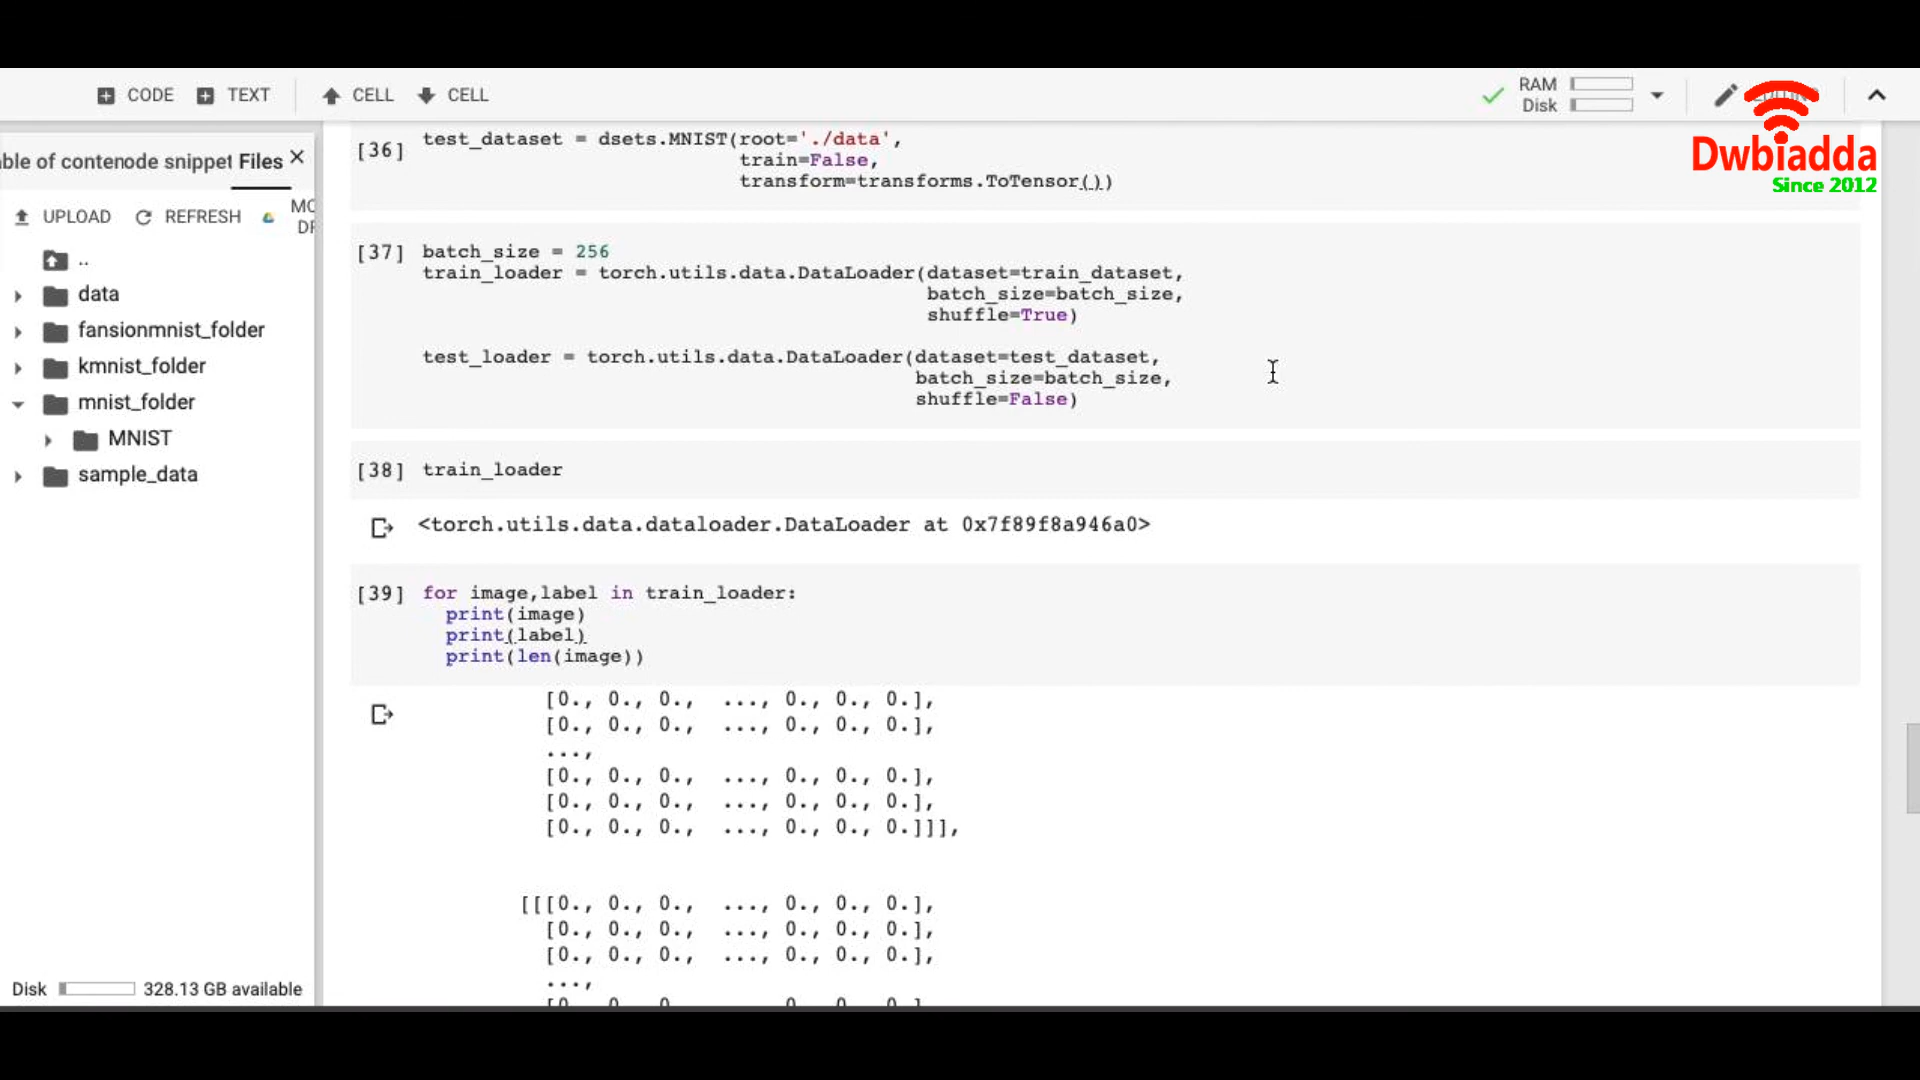 CODE TEXT CELL CELL
RAM
Disk
Dwbiadda
Since 2012
ble of contenode snippet Files
UPLOAD REFRESH
..
data
fansionmnist_folder
kmnist_folder
mnist_folder
MNIST
sample_data
Disk 328.13 GB available
[36] test_dataset = dsets.MNIST(root='./data',
train=False,
transform=transforms.ToTensor())
[37] batch_size = 256
train_loader = torch.utils.data.DataLoader(dataset=train_dataset,
batch_size=batch_size,
shuffle=True)
test_loader = torch.utils.data.DataLoader(dataset=test_dataset,
batch_size=batch_size,
shuffle=False)
[38] train_loader
<torch.utils.data.dataloader.DataLoader at 0x7f89f8a946a0>
[39] for image,label in train_loader:
print(image)
print(label)
print(len(image))
[0., 0., 0., ..., 0., 0., 0.],
[0., 0., 0., ..., 0., 0., 0.],
...,
[0., 0., 0., ..., 0., 0., 0.],
[0., 0., 0., ..., 0., 0., 0.],
[0., 0., 0., ..., 0., 0., 0.]]],
[[[0., 0., 0., ..., 0., 0., 0.],
[0., 0., 0., ..., 0., 0., 0.],
[0., 0., 0., ..., 0., 0., 0.],
...,